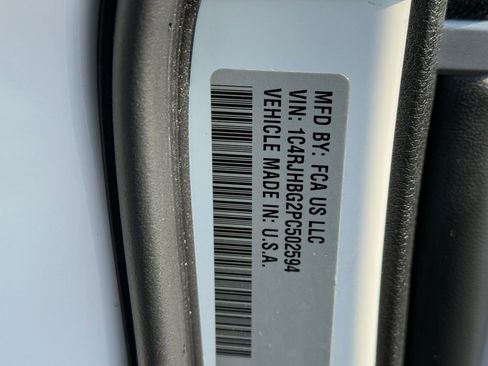 MFD BY: FCA US LLC
VIN: 1C4RJHBG2PC502594
VEHICLE MADE IN: U.S.A.